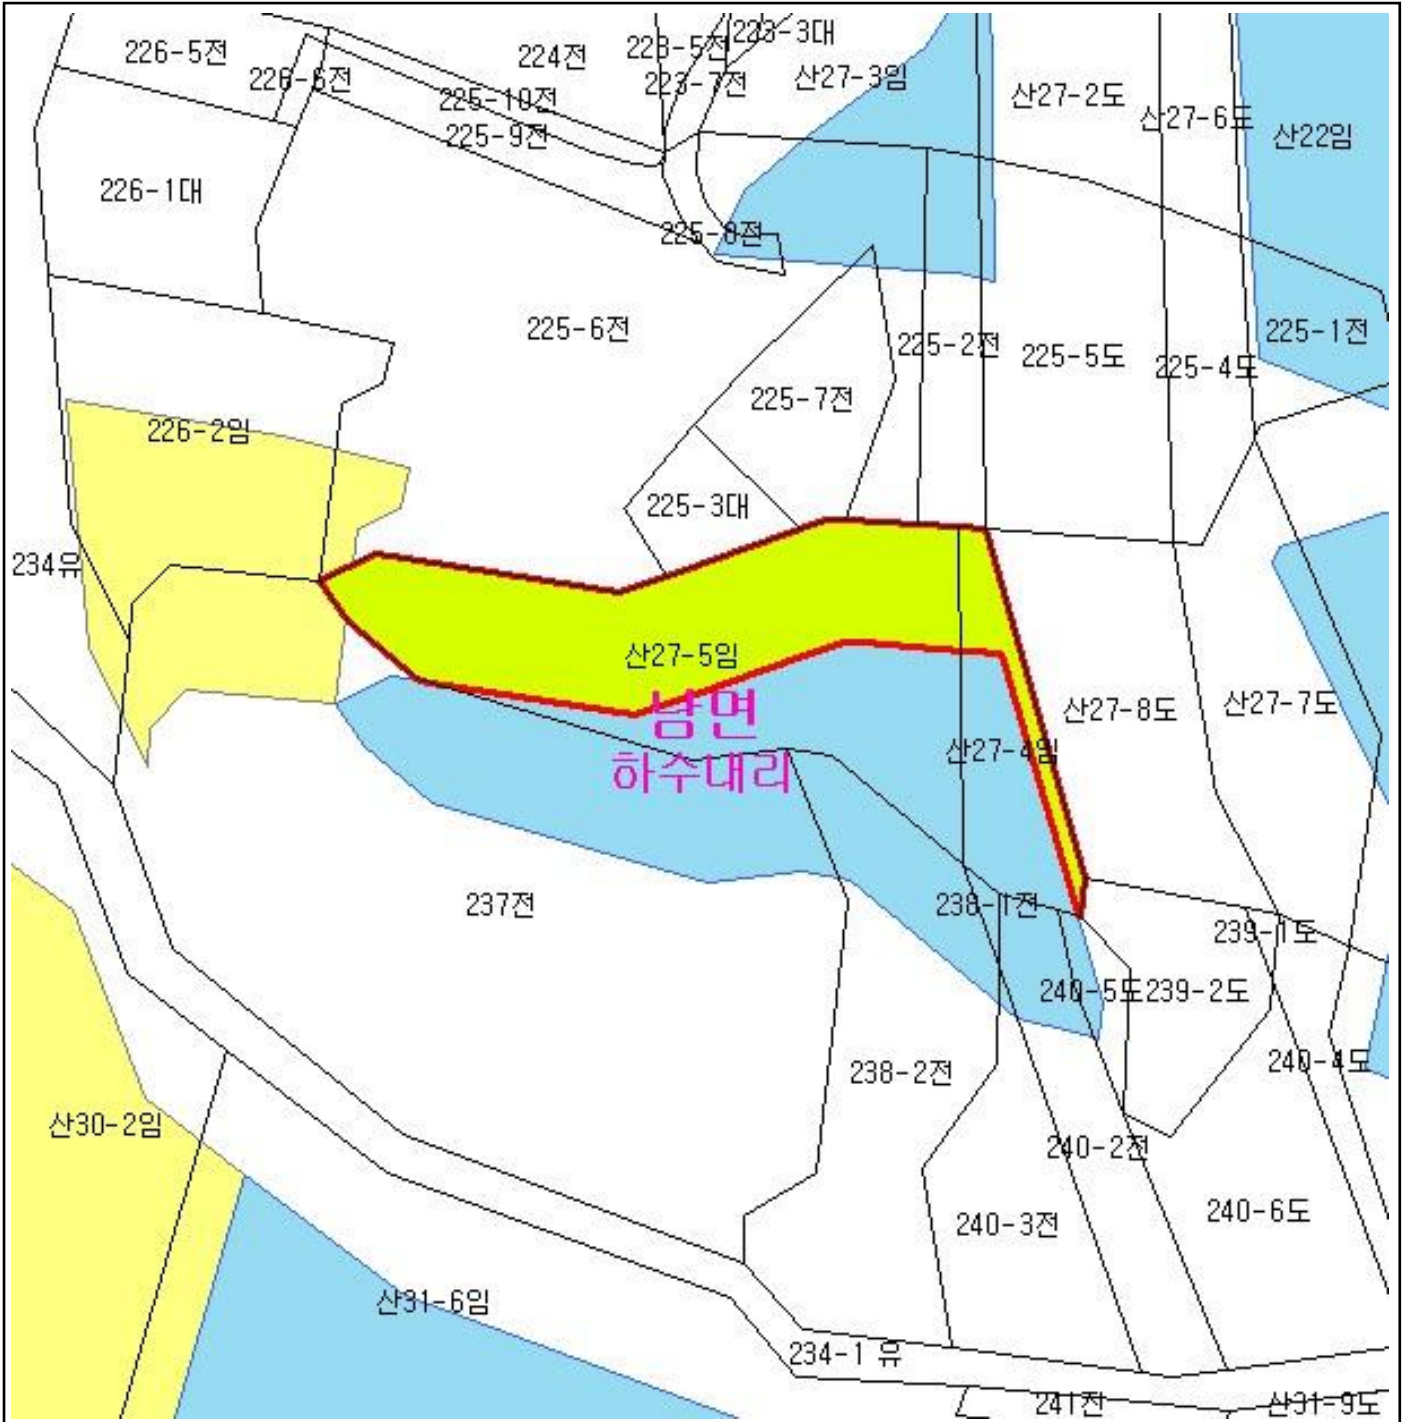 226-5전
226-6전
224전
223-5전
223-3대
223-7전
산27-3임
225-10전
225-9전
산27-2도
산27-6도
산22임
226-1대
225-8전
225-6전
225-2전
225-5도
225-4도
225-1전
225-7전
226-2임
225-3대
234유
산27-5임
남면
하수내리
산27-4임
산27-8도
산27-7도
237전
238-1전
239-1도
240-5도
239-2도
238-2전
240-4도
산30-2임
240-2전
240-3전
240-6도
산31-6임
234-1 유
241전
산31-9도